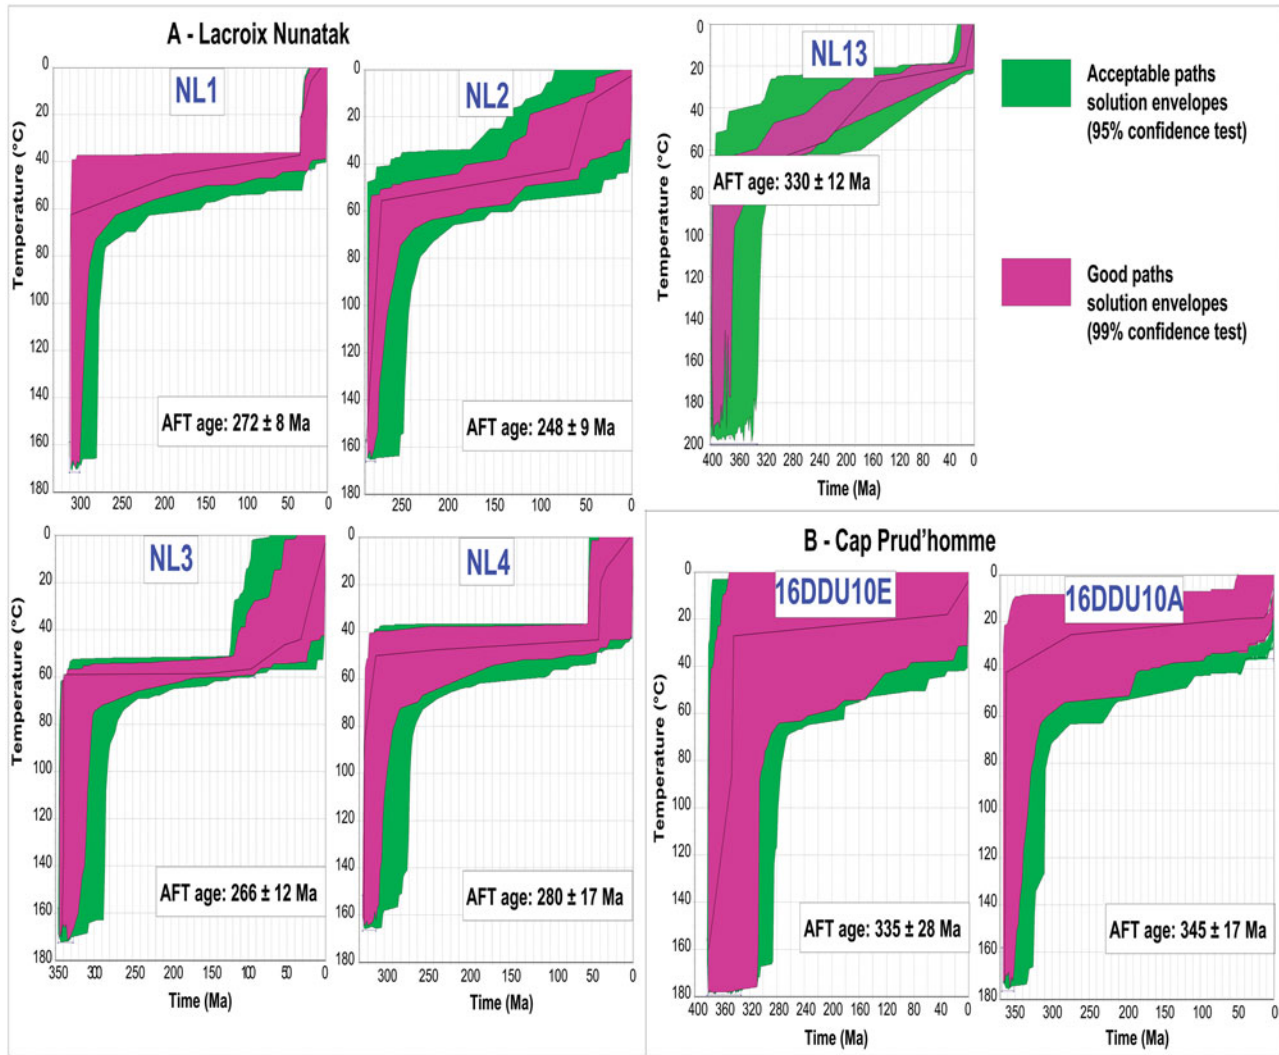 A - Lacroix Nunatak
NL1
Temperature (°C)
0
20
40
60
80
100
120
140
160
180
300
250
200
150
100
50
0
AFT age: 272 ± 8 Ma
NL2
0
20
40
60
80
100
120
140
160
180
250
200
150
100
50
0
AFT age: 248 ± 9 Ma
NL13
Temperature (°C)
0
20
40
60
80
100
120
140
160
180
200
400 360 320 280 240 200 160 120 80 40 0
Time (Ma)
AFT age: 330 ± 12 Ma
Acceptable paths
solution envelopes
(95% confidence test)
Good paths
solution envelopes
(99% confidence test)
NL3
Temperature (°C)
0
20
40
60
80
100
120
140
160
180
350 300 250 200 150 100 50 0
Time (Ma)
AFT age: 266 ± 12 Ma
NL4
0
20
40
60
80
100
120
140
160
180
300 250 200 150 100 50 0
Time (Ma)
AFT age: 280 ± 17 Ma
B - Cap Prud’homme
16DDU10E
Temperature (°C)
0
20
40
60
80
100
120
140
160
180
400 350 300 250 200 150 100 50 0
Time (Ma)
AFT age: 335 ± 28 Ma
16DDU10A
0
20
40
60
80
100
120
140
160
180
350 300 250 200 150 100 50 0
Time (Ma)
AFT age: 345 ± 17 Ma